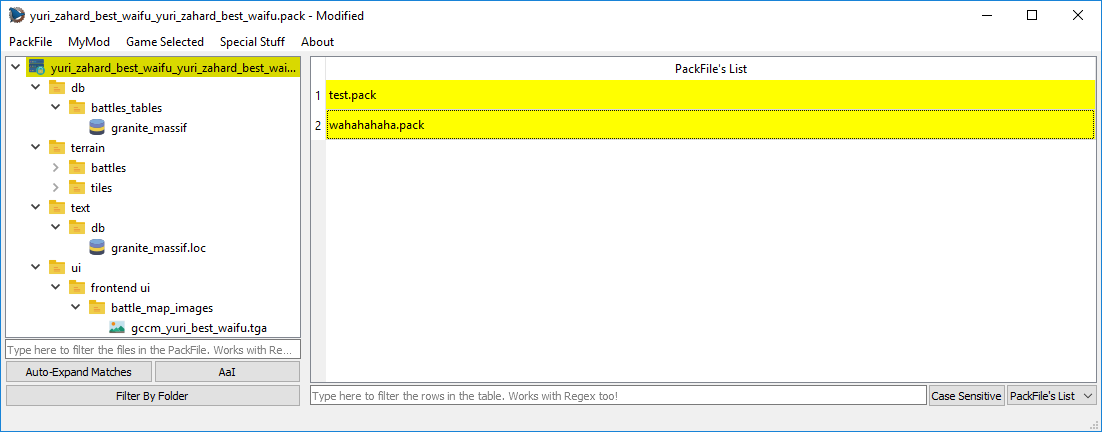 yuri_zahard_best_waifu_yuri_zahard_best_waifu.pack - Modified
PackFile MyMod Game Selected Special Stuff About
yuri_zahard_best_waifu_yuri_zahard_best_wai...
db
battles_tables
granite_massif
terrain
battles
tiles
text
db
granite_massif.loc
ui
frontend ui
battle_map_images
gccm_yuri_best_waifu.tga
Type here to filter the files in the PackFile. Works with Re...
Auto-Expand Matches AaI
Filter By Folder
PackFile's List
1 test.pack
2 wahahahaha.pack
Type here to filter the rows in the table. Works with Regex too! Case Sensitive PackFile's List